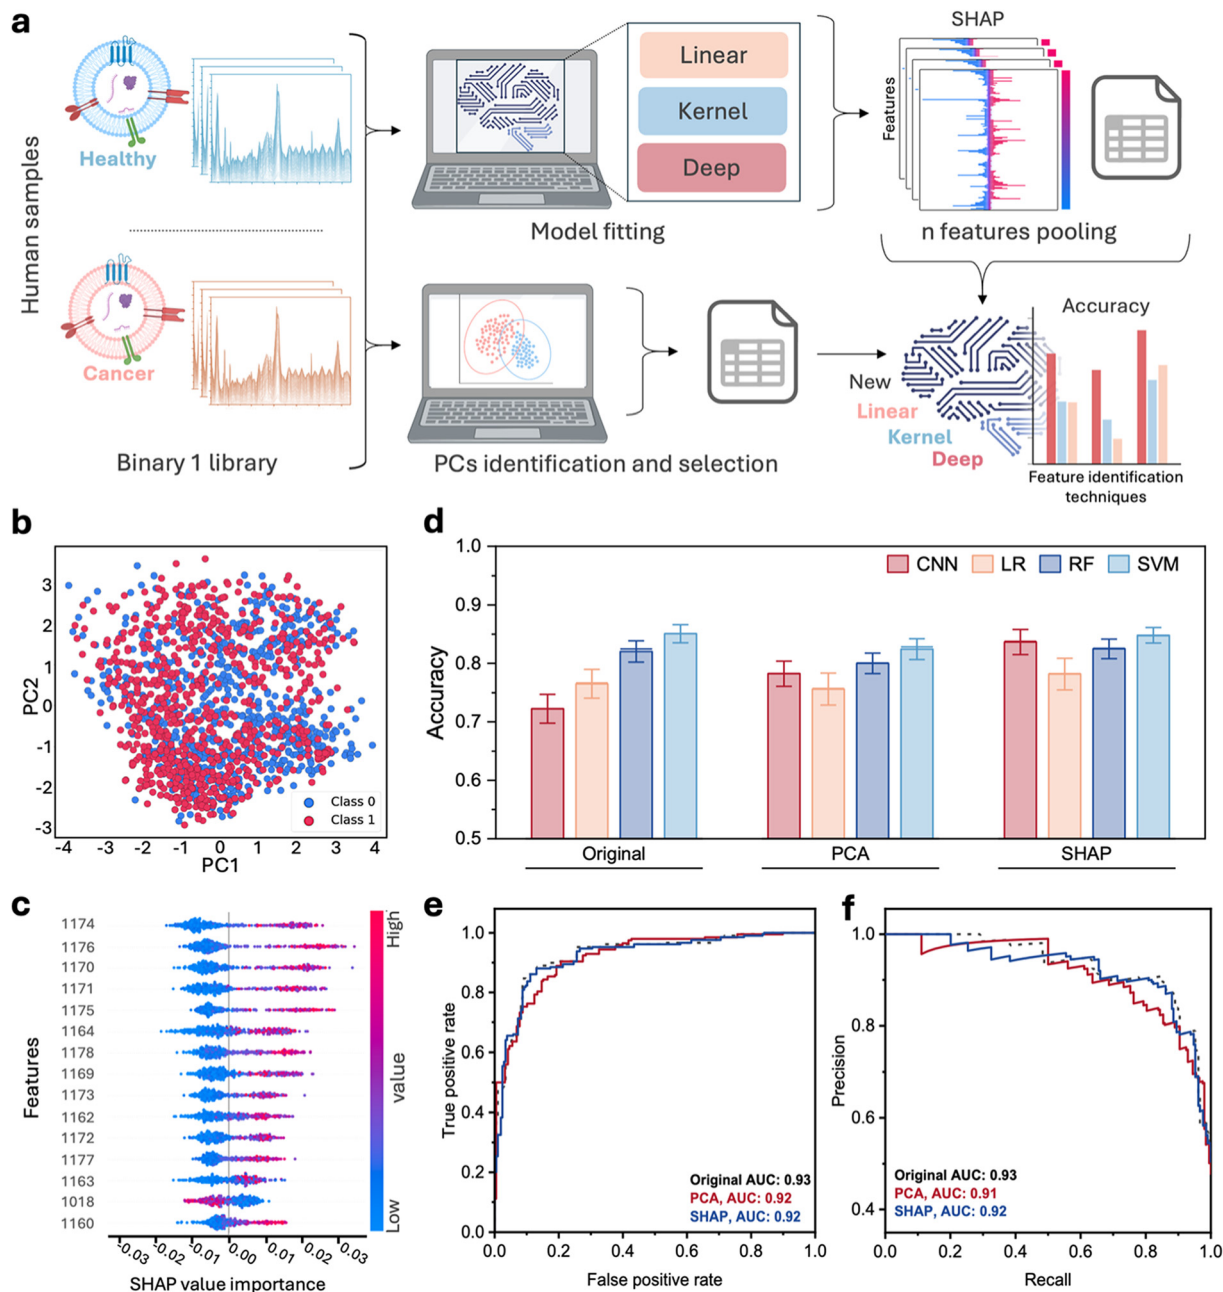 a
Human samples
Healthy
Cancer
Binary 1 library
Linear
Kernel
Deep
Model fitting
SHAP
Features
n features pooling
PCs identification and selection
New
Linear
Kernel
Deep
Accuracy
Feature identification
techniques
b
PC2
3
2
1
0
-1
-2
-3
Class 0
Class 1
-4 -3 -2 -1 0 1 2 3 4
PC1
d
Accuracy
1.0
0.9
0.8
0.7
0.6
0.5
CNN LR RF SVM
Original PCA SHAP
c
Features
1174
1176
1170
1171
1175
1164
1178
1169
1173
1162
1172
1177
1163
1018
1160
-0.03 -0.02 -0.01 0.00 0.01 0.02 0.03
SHAP value importance
High
value
Low
e
True positive rate
1.0
0.8
0.6
0.4
0.2
0.0
Original AUC: 0.93
PCA, AUC: 0.92
SHAP, AUC: 0.92
0.0 0.2 0.4 0.6 0.8 1.0
False positive rate
f
Precision
1.0
0.8
0.6
0.4
Original AUC: 0.93
PCA, AUC: 0.91
SHAP, AUC: 0.92
0.0 0.2 0.4 0.6 0.8 1.0
Recall